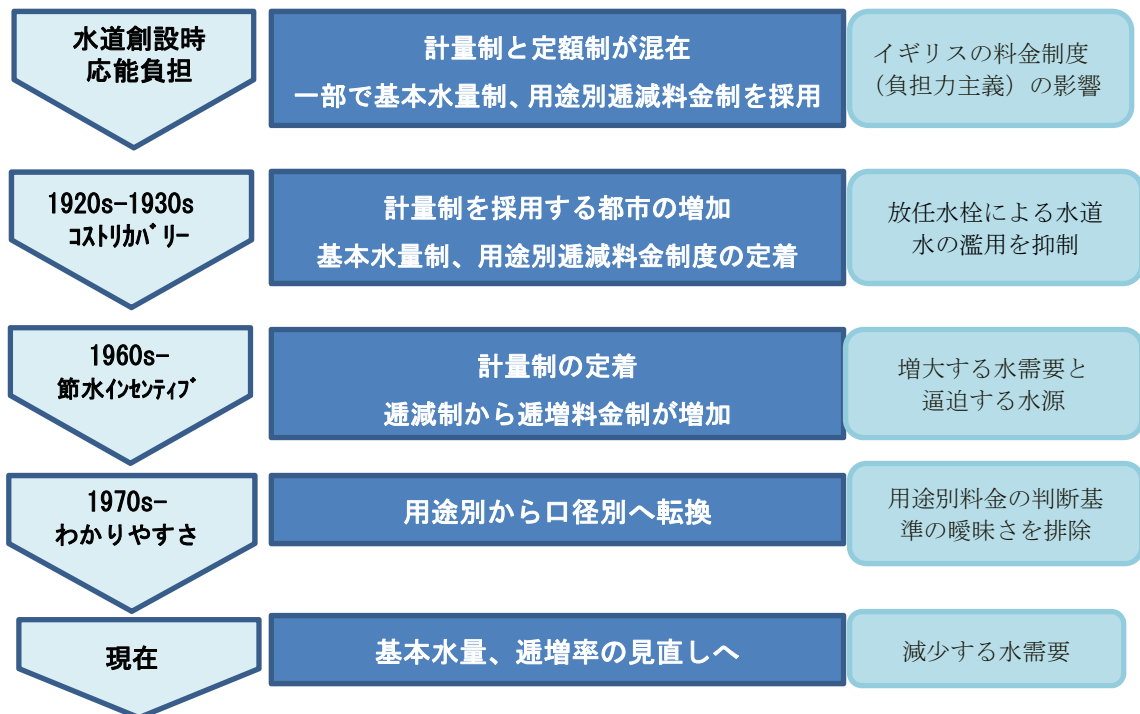 水道創設時
応能負担
計量制と定額制が混在
一部で基本水量制、用途別逓減料金制を採用
イギリスの料金制度
（負担力主義）の影響
1920s-1930s
ｺｽﾄﾘｶﾊﾞﾘｰ
計量制を採用する都市の増加
基本水量制、用途別逓減料金制度の定着
放任水栓による水道
水の濫用を抑制
1960s-
節水ｲﾝｾﾝﾃｨﾌﾞ
計量制の定着
逓減制から逓増料金制が増加
増大する水需要と
逼迫する水源
1970s-
わかりやすさ
用途別から口径別へ転換
用途別料金の判断基
準の曖昧さを排除
現在
基本水量、逓増率の見直しへ
減少する水需要